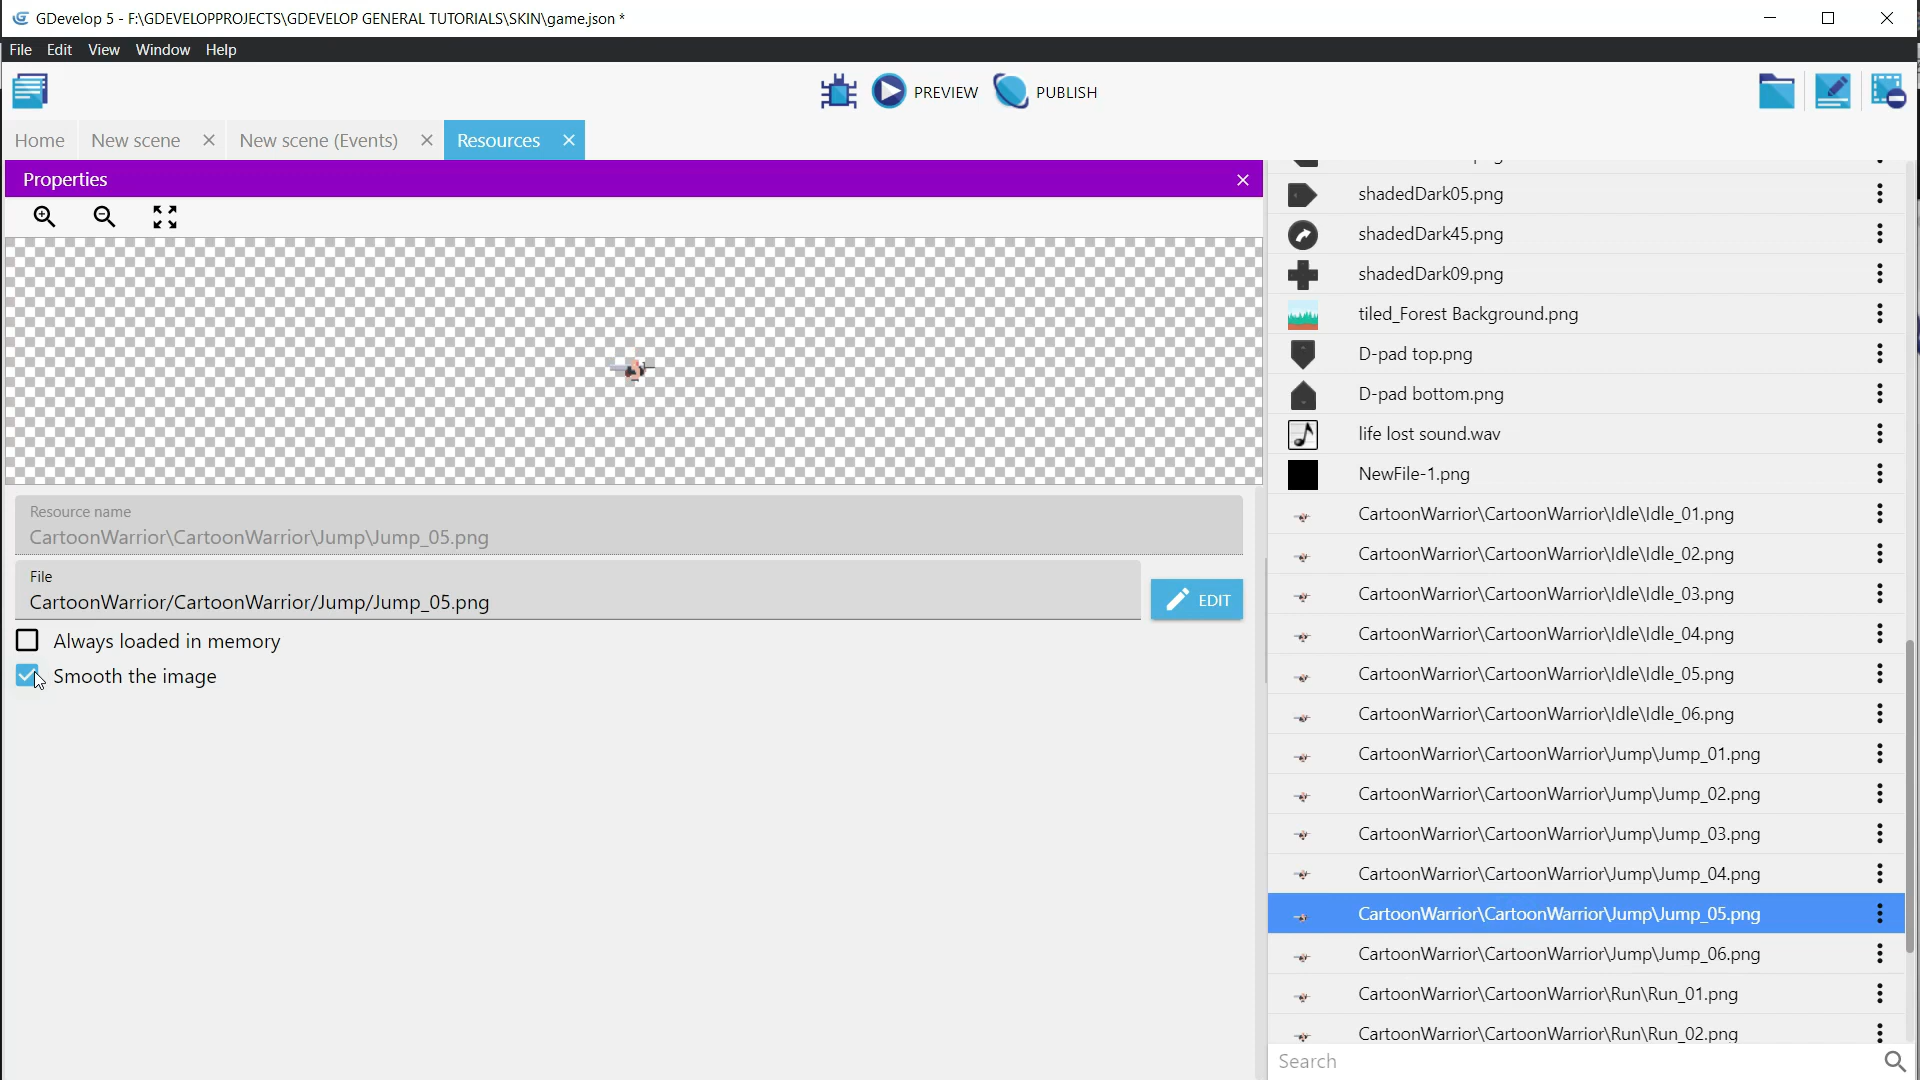 GDevelop 5 - F:\GDEVELOPPROJECTS\GDEVELOP GENERAL TUTORIALS\SKIN\game.json *
File Edit View Window Help
PREVIEW PUBLISH
Home New scene New scene (Events) Resources
Properties
Resource name
CartoonWarrior\CartoonWarrior\Jump\Jump_05.png
File
CartoonWarrior/CartoonWarrior/Jump/Jump_05.png
EDIT
Always loaded in memory
Smooth the image
shadedDark05.png
shadedDark45.png
shadedDark09.png
tiled_Forest Background.png
D-pad top.png
D-pad bottom.png
life lost sound.wav
NewFile-1.png
CartoonWarrior\CartoonWarrior\Idle\Idle_01.png
CartoonWarrior\CartoonWarrior\Idle\Idle_02.png
CartoonWarrior\CartoonWarrior\Idle\Idle_03.png
CartoonWarrior\CartoonWarrior\Idle\Idle_04.png
CartoonWarrior\CartoonWarrior\Idle\Idle_05.png
CartoonWarrior\CartoonWarrior\Idle\Idle_06.png
CartoonWarrior\CartoonWarrior\Jump\Jump_01.png
CartoonWarrior\CartoonWarrior\Jump\Jump_02.png
CartoonWarrior\CartoonWarrior\Jump\Jump_03.png
CartoonWarrior\CartoonWarrior\Jump\Jump_04.png
CartoonWarrior\CartoonWarrior\Jump\Jump_05.png
CartoonWarrior\CartoonWarrior\Jump\Jump_06.png
CartoonWarrior\CartoonWarrior\Run\Run_01.png
CartoonWarrior\CartoonWarrior\Run\Run_02.png
Search